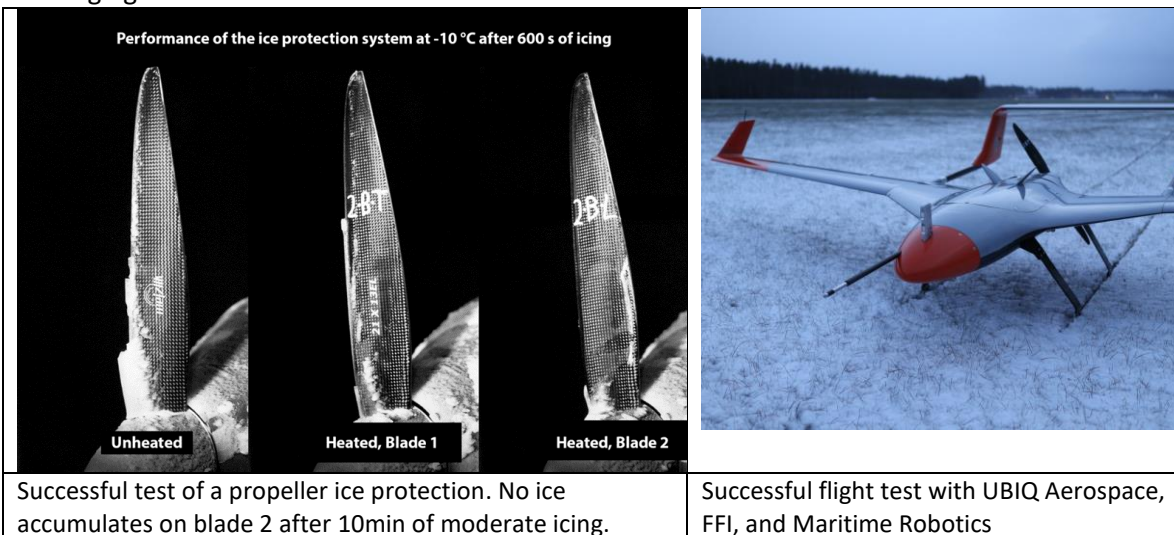 Performance of the ice protection system at -10 °C after 600 s of icing
2BT
2BL
21 X 13 E
Unheated
Heated, Blade 1
Heated, Blade 2
Successful test of a propeller ice protection. No ice
accumulates on blade 2 after 10min of moderate icing.
Successful flight test with UBIQ Aerospace,
FFI, and Maritime Robotics